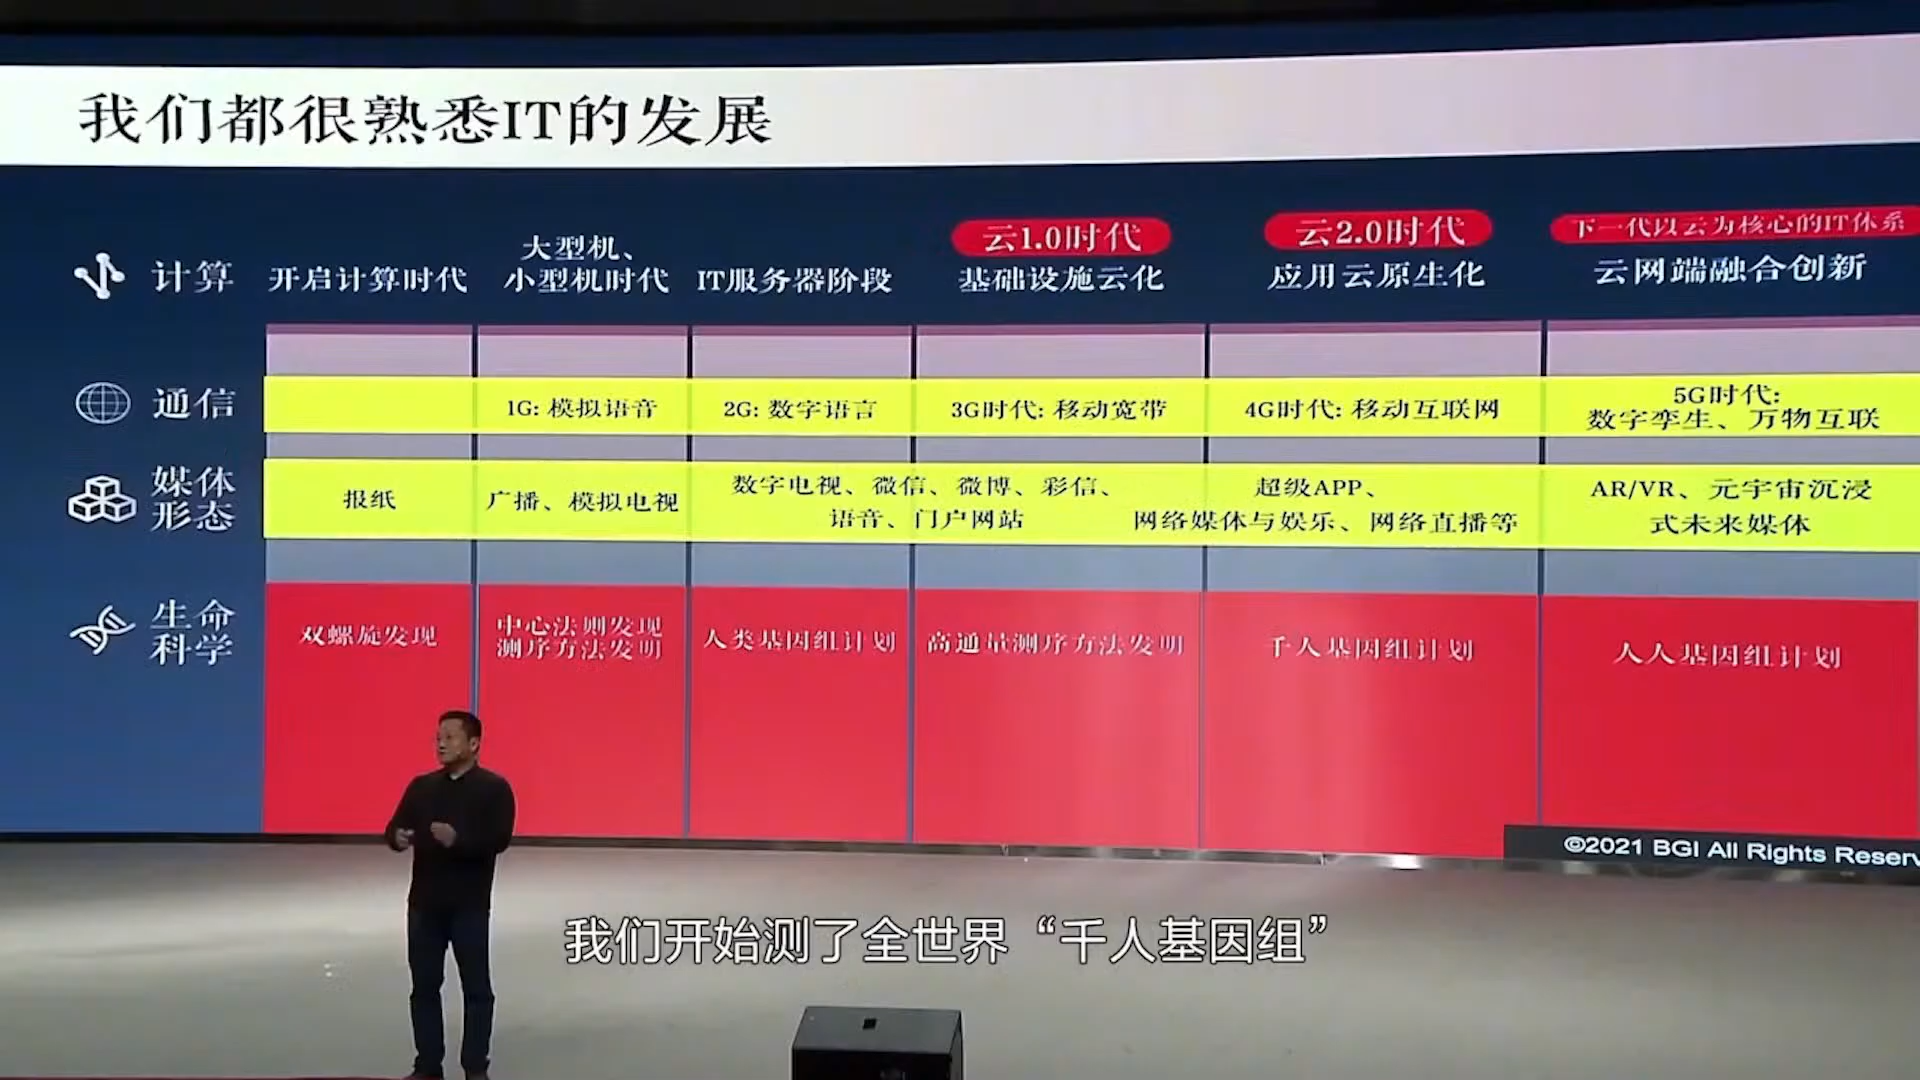 我们都很熟悉IT的发展
计算
开启计算时代
大型机、
小型机时代
IT服务器阶段
云1.0时代
基础设施云化
云2.0时代
应用云原生化
下一代以云为核心的IT体系
云网端融合创新
通信
1G: 模拟语音
2G: 数字语言
3G时代: 移动宽带
4G时代: 移动互联网
5G时代:
数字孪生、万物互联
媒体
形态
报纸
广播、模拟电视
数字电视、微信、微博、彩信、
语音、门户网站
超级APP、
网络媒体与娱乐、网络直播等
AR/VR、元宇宙沉浸
式未来媒体
生命
科学
双螺旋发现
中心法则发现
测序方法发明
人类基因组计划
高通量测序方法发明
千人基因组计划
人人基因组计划
©2021 BGI All Rights Reserv
我们开始测了全世界“千人基因组”